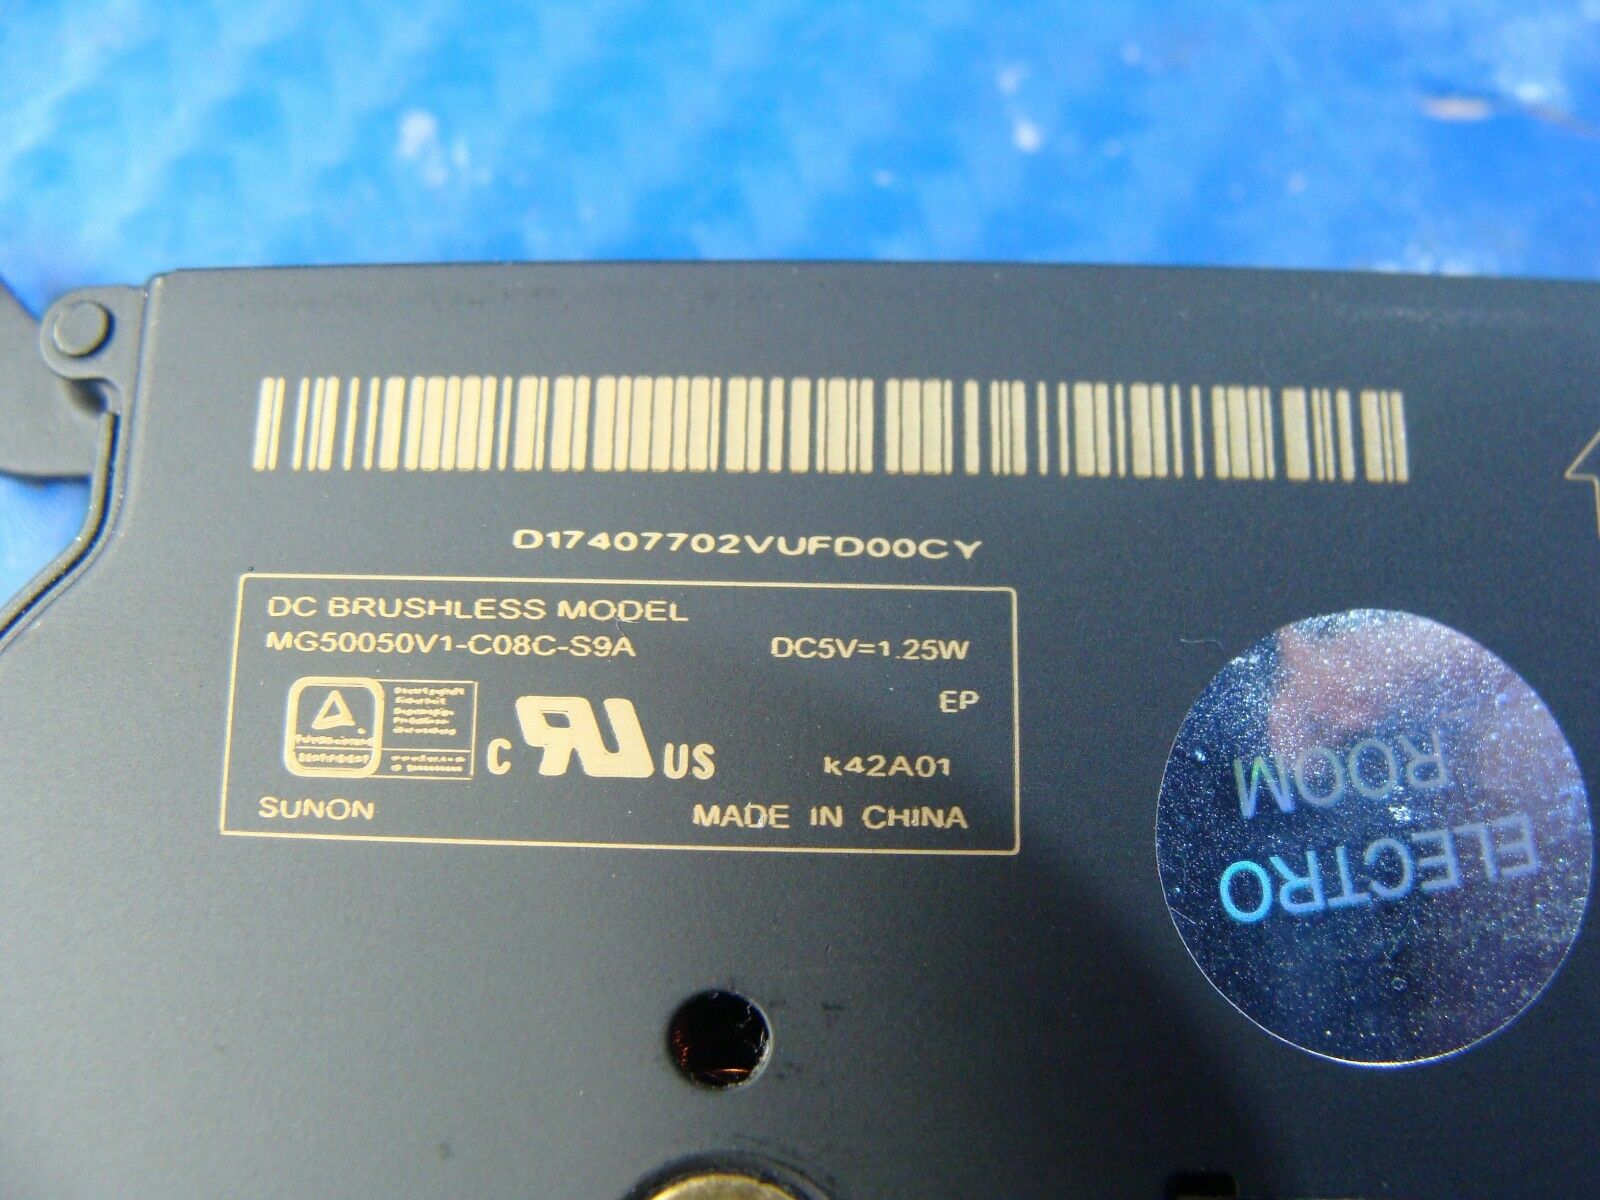 D17407702VUFD00CY
DC BRUSHLESS MODEL
MG50050V1-C08C-S9A DC5V=1.25W
EP
C RU US
k42A01
SUNON MADE IN CHINA
ELECTRO
ROOM